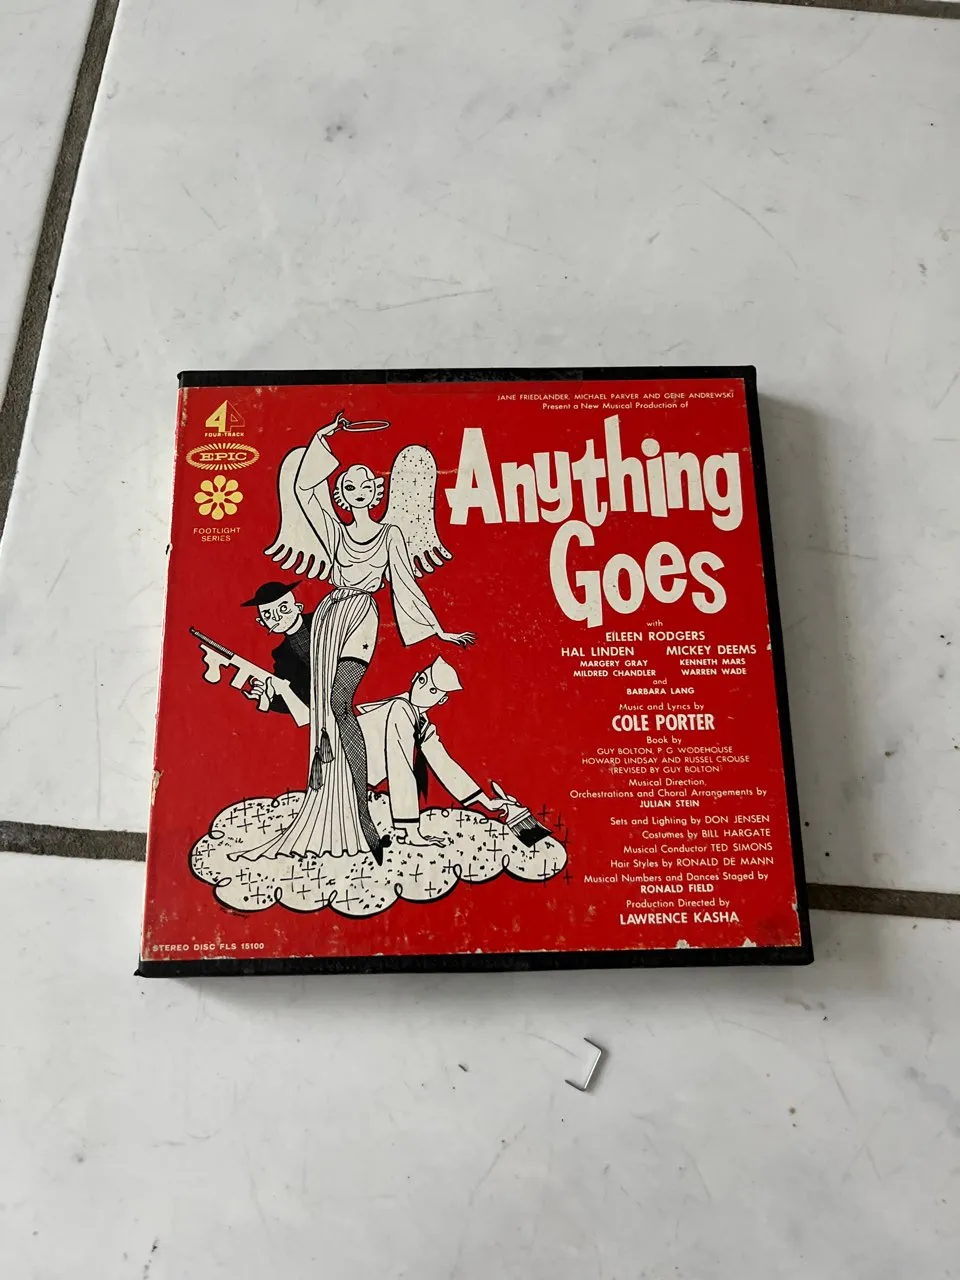 4
FOUR-TRACK
EPIC
FOOTLIGHT
SERIES
JANE FRIEDLANDER, MICHAEL PARVER AND GENE ANDREWSKI
Present a New Musical Production of
Anything
Goes
with
EILEEN RODGERS
HAL LINDEN MICKEY DEEMS
MARGERY GRAY KENNETH MARS
MILDRED CHANDLER WARREN WADE
and
BARBARA LANG
Music and Lyrics by
COLE PORTER
Book by
GUY BOLTON, P. G. WODEHOUSE
HOWARD LINDSAY AND RUSSEL CROUSE
(REVISED BY GUY BOLTON)
Musical Direction,
Orchestrations and Choral Arrangements by
JULIAN STEIN
Sets and Lighting by DON JENSEN
Costumes by BILL HARGATE
Musical Conductor TED SIMONS
Hair Styles by RONALD DE MANN
Musical Numbers and Dances Staged by
RONALD FIELD
Production Directed by
LAWRENCE KASHA
STEREO DISC FLS 15100